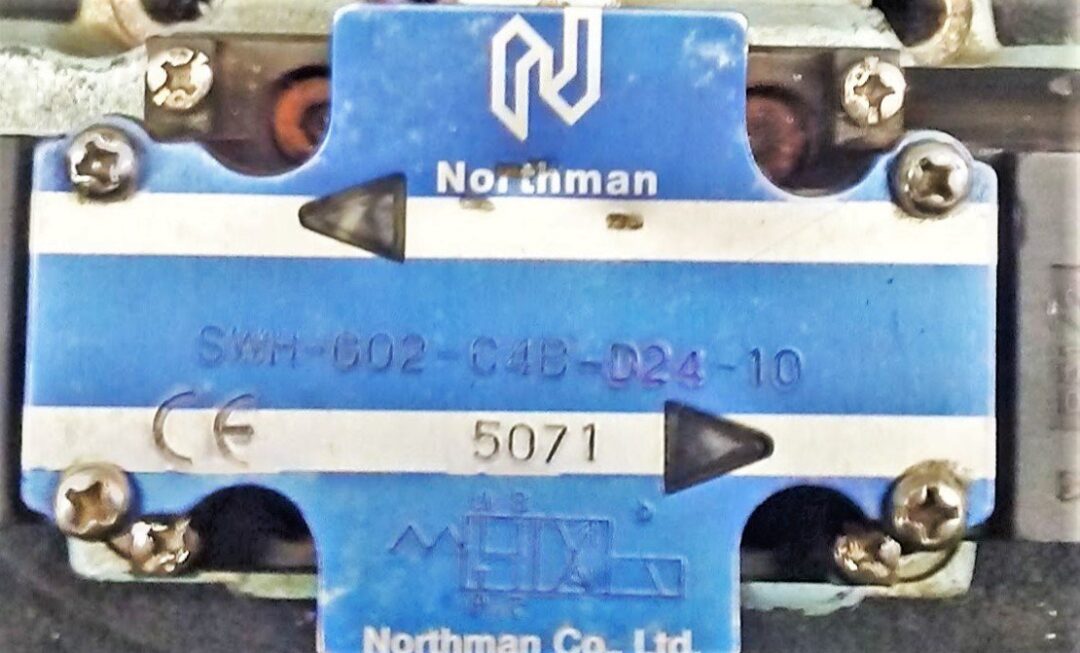 Northman
SWH-G02-C4B-D24-10
CE
5071
A B
Northman Co., Ltd.